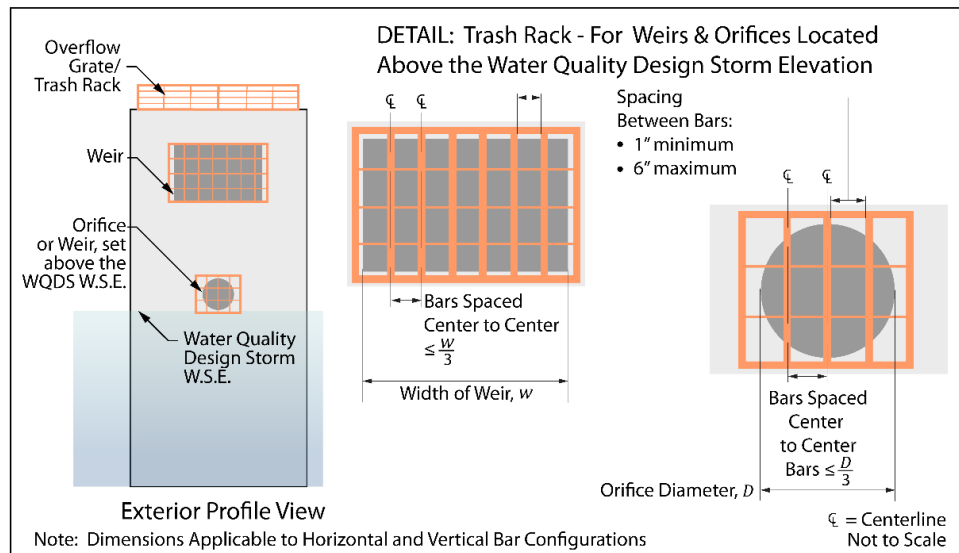 DETAIL: Trash Rack - For Weirs & Orifices Located
Above the Water Quality Design Storm Elevation
Overflow
Grate/
Trash Rack
Weir
Orifice
or Weir, set
above the
WQDS W.S.E.
Water Quality
Design Storm
W.S.E.
Exterior Profile View
℄ ℄
Bars Spaced
Center to Center
≤ w/3
Width of Weir, w
Spacing
Between Bars:
• 1” minimum
• 6” maximum
℄ ℄
Bars Spaced
Center
to Center
Bars ≤ D/3
Orifice Diameter, D
℄ = Centerline
Not to Scale
Note: Dimensions Applicable to Horizontal and Vertical Bar Configurations